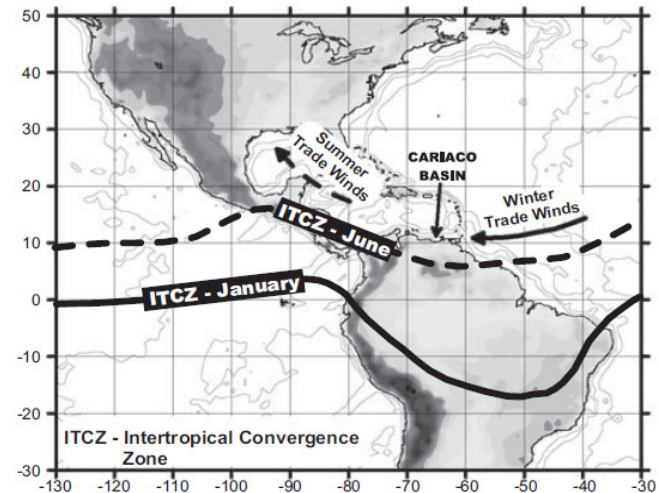 50
40
30
20
10
0
-10
-20
-30
Summer
Trade Winds
CARIACO
BASIN
Winter
Trade Winds
ITCZ - June
ITCZ - January
ITCZ - Intertropical Convergence
Zone
-130 -120 -110 -100 -90 -80 -70 -60 -50 -40 -30